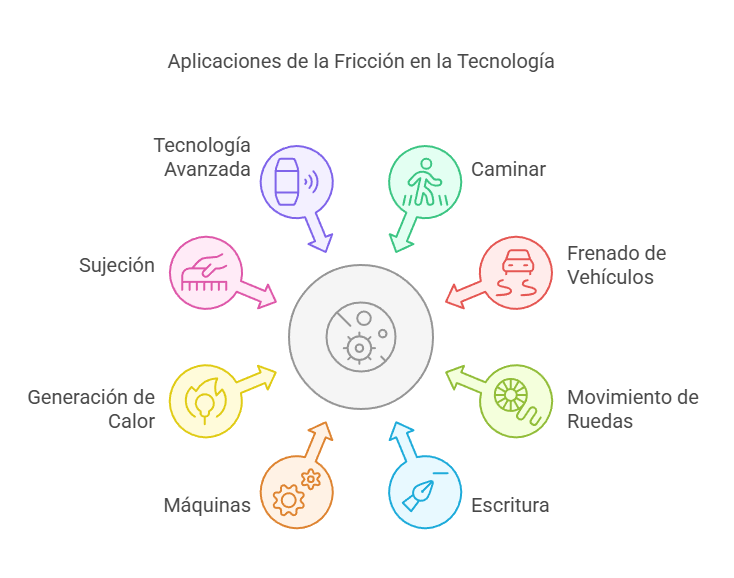 Aplicaciones de la Fricción en la Tecnología
Tecnología
Avanzada
Caminar
Sujeción
Frenado de
Vehículos
Generación de
Calor
Movimiento de
Ruedas
Máquinas
Escritura